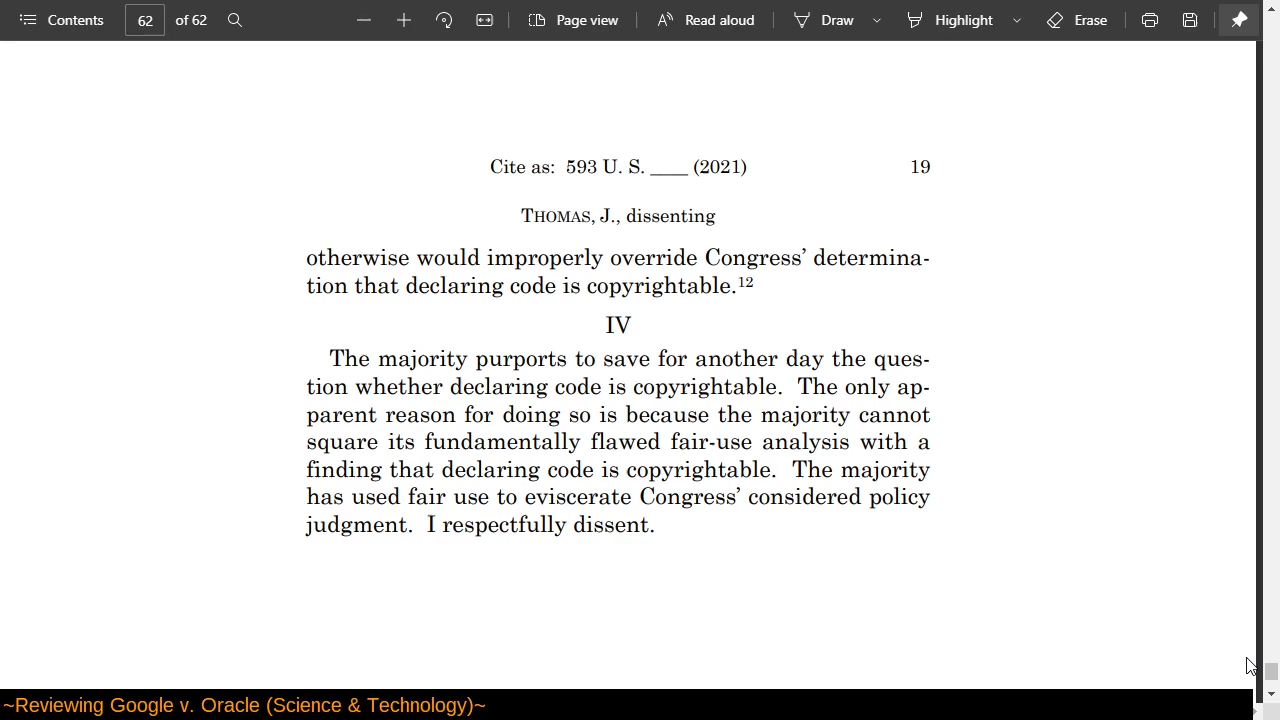 Contents 62 of 62 Page view Read aloud Draw Highlight Erase
Cite as: 593 U. S. ____ (2021) 19
THOMAS, J., dissenting
otherwise would improperly override Congress’ determina-
tion that declaring code is copyrightable.12
IV
The majority purports to save for another day the ques-
tion whether declaring code is copyrightable. The only ap-
parent reason for doing so is because the majority cannot
square its fundamentally flawed fair-use analysis with a
finding that declaring code is copyrightable. The majority
has used fair use to eviscerate Congress’ considered policy
judgment. I respectfully dissent.
~Reviewing Google v. Oracle (Science & Technology)~